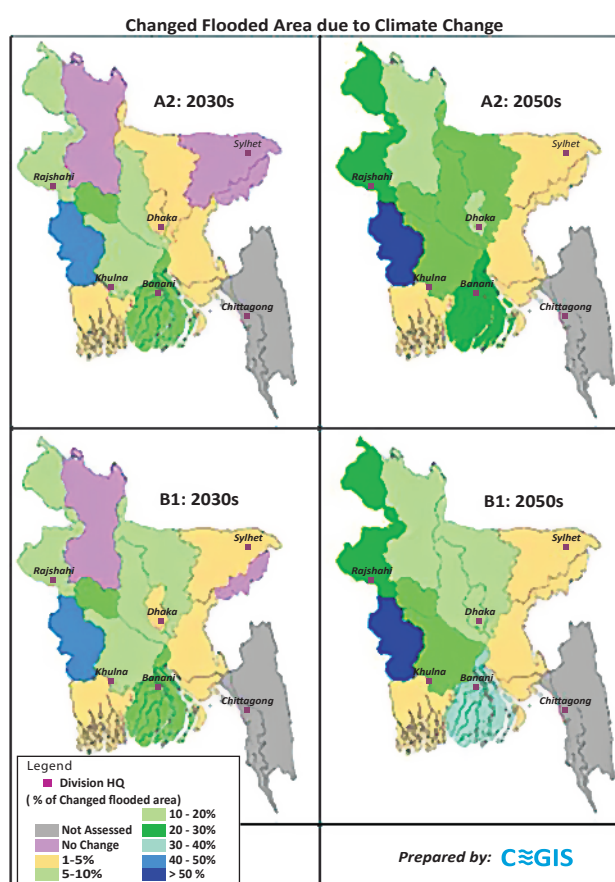 Changed Flooded Area due to Climate Change
A2: 2030s
Sylhet
Rajshahi
Dhaka
Khulna
Banani
Chittagong
A2: 2050s
Sylhet
Rajshahi
Dhaka
Khulna
Banani
Chittagong
B1: 2030s
Sylhet
Rajshahi
Dhaka
Khulna
Banani
Chittagong
B1: 2050s
Sylhet
Rajshahi
Dhaka
Khulna
Banani
Chittagong
Legend
Division HQ
( % of Changed flooded area)
Not Assessed
No Change
1-5%
5-10%
10 - 20%
20 - 30%
30 - 40%
40 - 50%
> 50 %
Prepared by: CEGIS